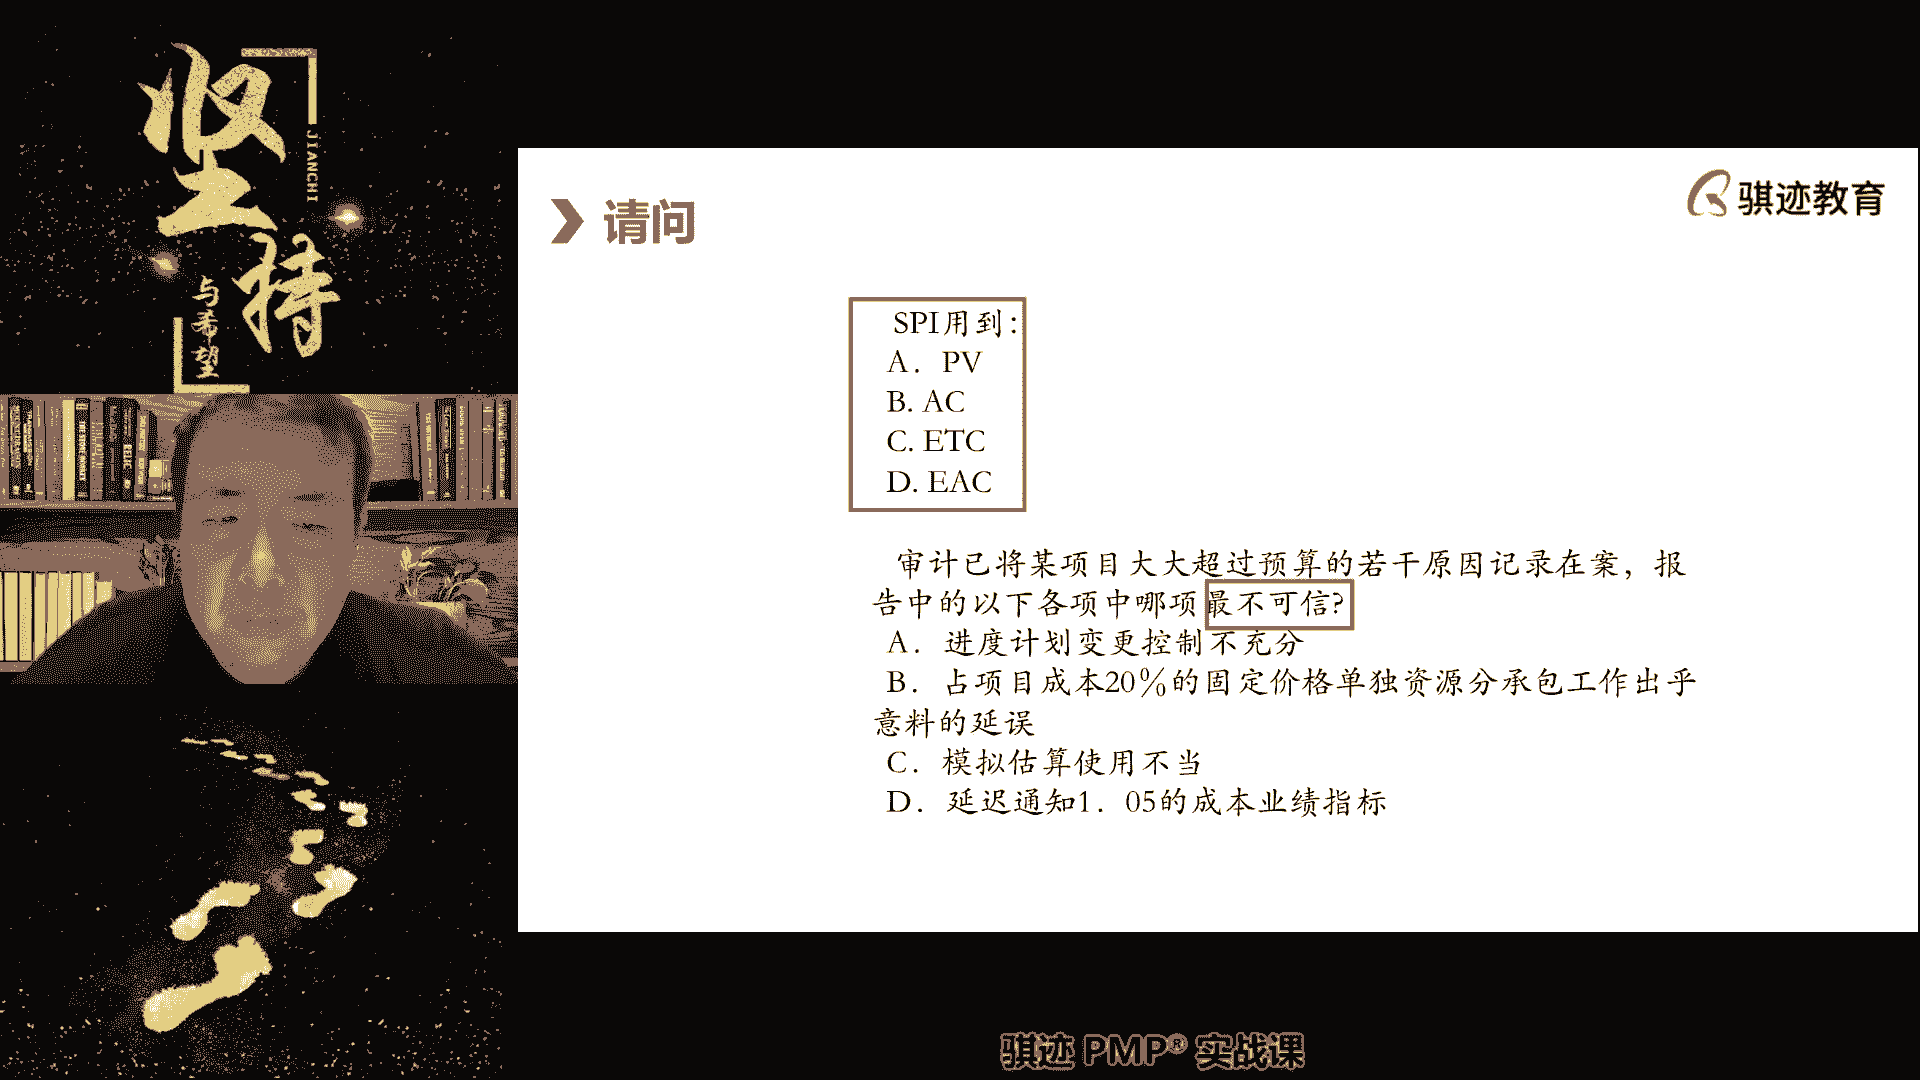 坚持
JIANCHI
与希望
请问
骐迹教育
SPI用到：
A．PV
B. AC
C. ETC
D. EAC
审计已将某项目大大超过预算的若干原因记录在案，报
告中的以下各项中哪项最不可信?
A．进度计划变更控制不充分
B．占项目成本20％的固定价格单独资源分承包工作出乎
意料的延误
C．模拟估算使用不当
D．延迟通知1．05的成本业绩指标
骐迹 PMP® 实战课